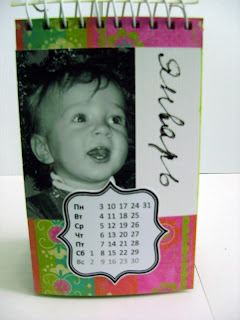 январь
Пн 3 10 17 24 31
Вт 4 11 18 25
Ср 5 12 19 26
Чт 6 13 20 27
Пт 7 14 21 28
Сб 1 8 15 22 29
Вс 2 9 16 23 30